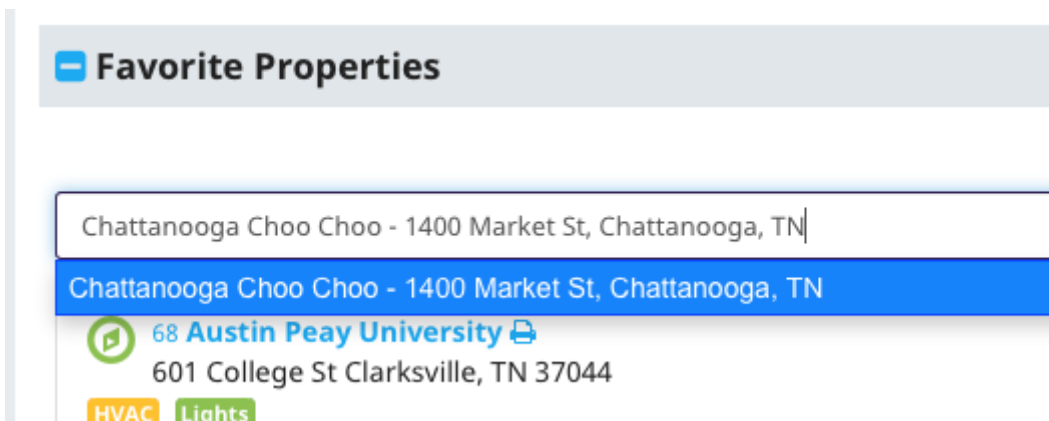 Favorite Properties
Chattanooga Choo Choo - 1400 Market St, Chattanooga, TN
Chattanooga Choo Choo - 1400 Market St, Chattanooga, TN
68 Austin Peay University
601 College St Clarksville, TN 37044
HVAC Lights